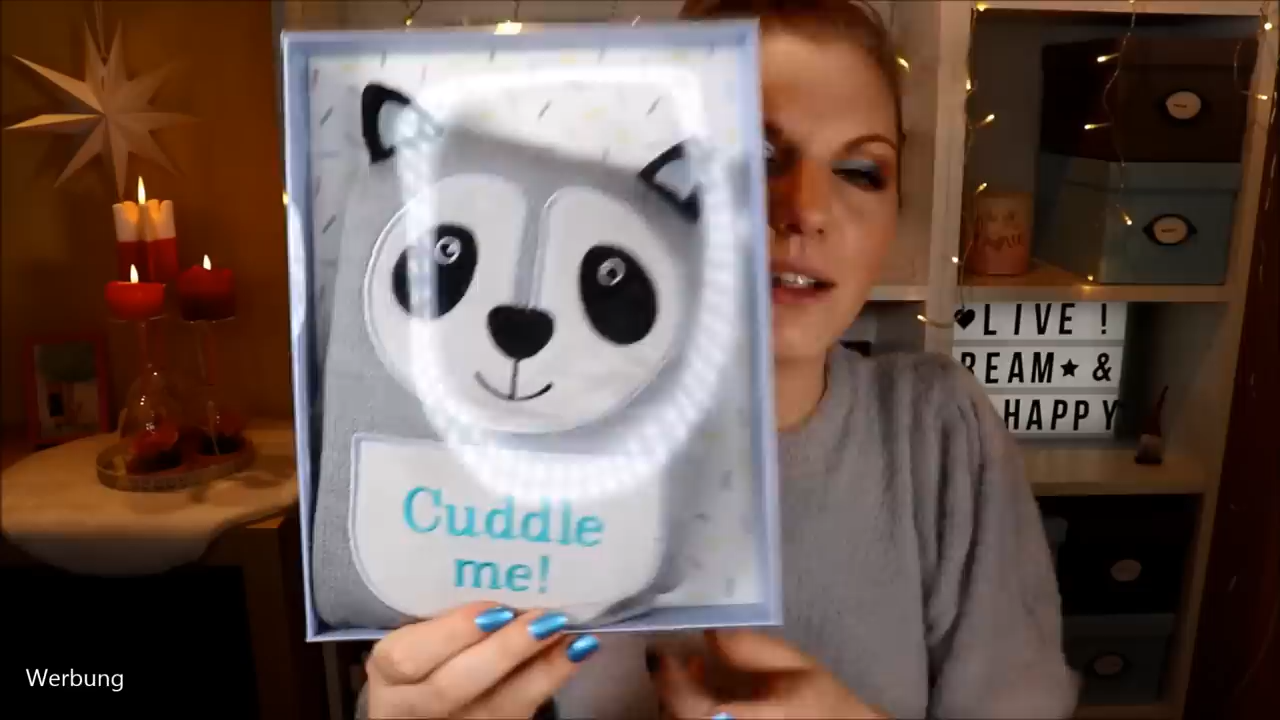 Cuddle
me!
LIVE !
REAM ★ &
HAPPY
Werbung